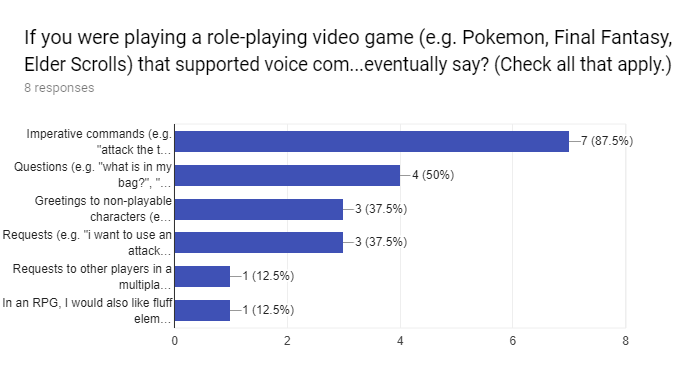 If you were playing a role-playing video game (e.g. Pokemon, Final Fantasy,
Elder Scrolls) that supported voice com...eventually say? (Check all that apply.)
8 responses
Imperative commands (e.g.
"attack the t...
7 (87.5%)
Questions (e.g. "what is in my
bag?", "...
4 (50%)
Greetings to non-playable
characters (e...
3 (37.5%)
Requests (e.g. "i want to use an
attack...
3 (37.5%)
Requests to other players in a
multipla...
1 (12.5%)
In an RPG, I would also like fluff
elem...
1 (12.5%)
0 2 4 6 8